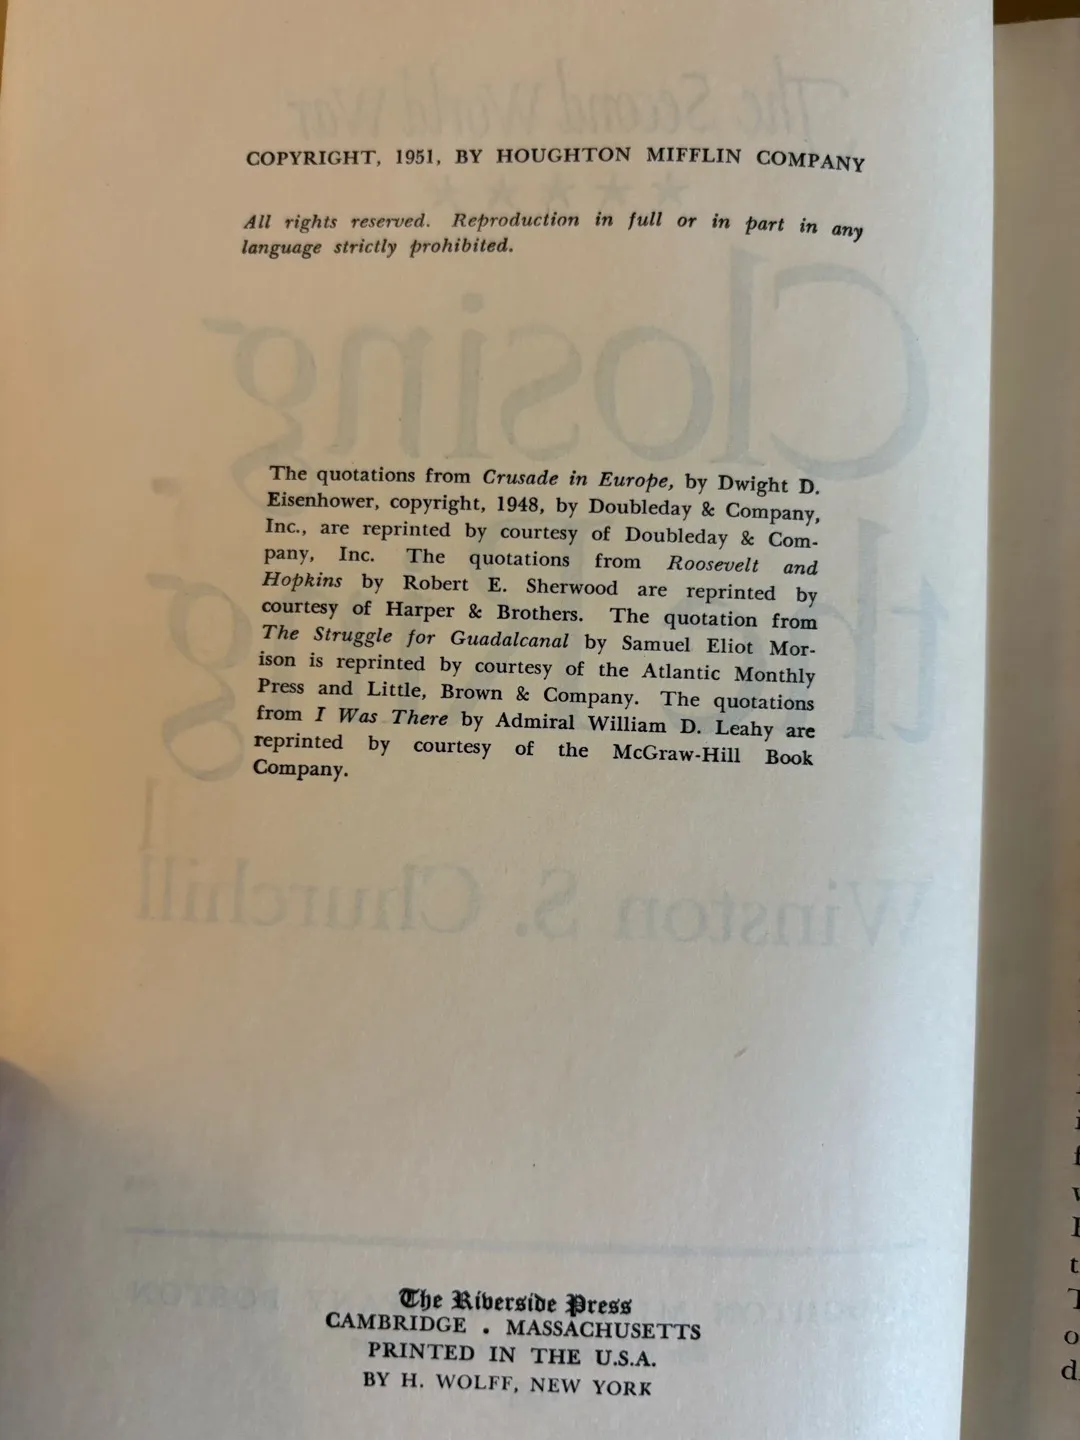 COPYRIGHT, 1951, BY HOUGHTON MIFFLIN COMPANY
All rights reserved. Reproduction in full or in part in any
language strictly prohibited.
The quotations from Crusade in Europe, by Dwight D.
Eisenhower, copyright, 1948, by Doubleday & Company,
Inc., are reprinted by courtesy of Doubleday & Com-
pany, Inc. The quotations from Roosevelt and
Hopkins by Robert E. Sherwood are reprinted by
courtesy of Harper & Brothers. The quotation from
The Struggle for Guadalcanal by Samuel Eliot Mor-
ison is reprinted by courtesy of the Atlantic Monthly
Press and Little, Brown & Company. The quotations
from I Was There by Admiral William D. Leahy are
reprinted by courtesy of the McGraw-Hill Book
Company.
The Riverside Press
CAMBRIDGE . MASSACHUSETTS
PRINTED IN THE U.S.A.
BY H. WOLFF, NEW YORK